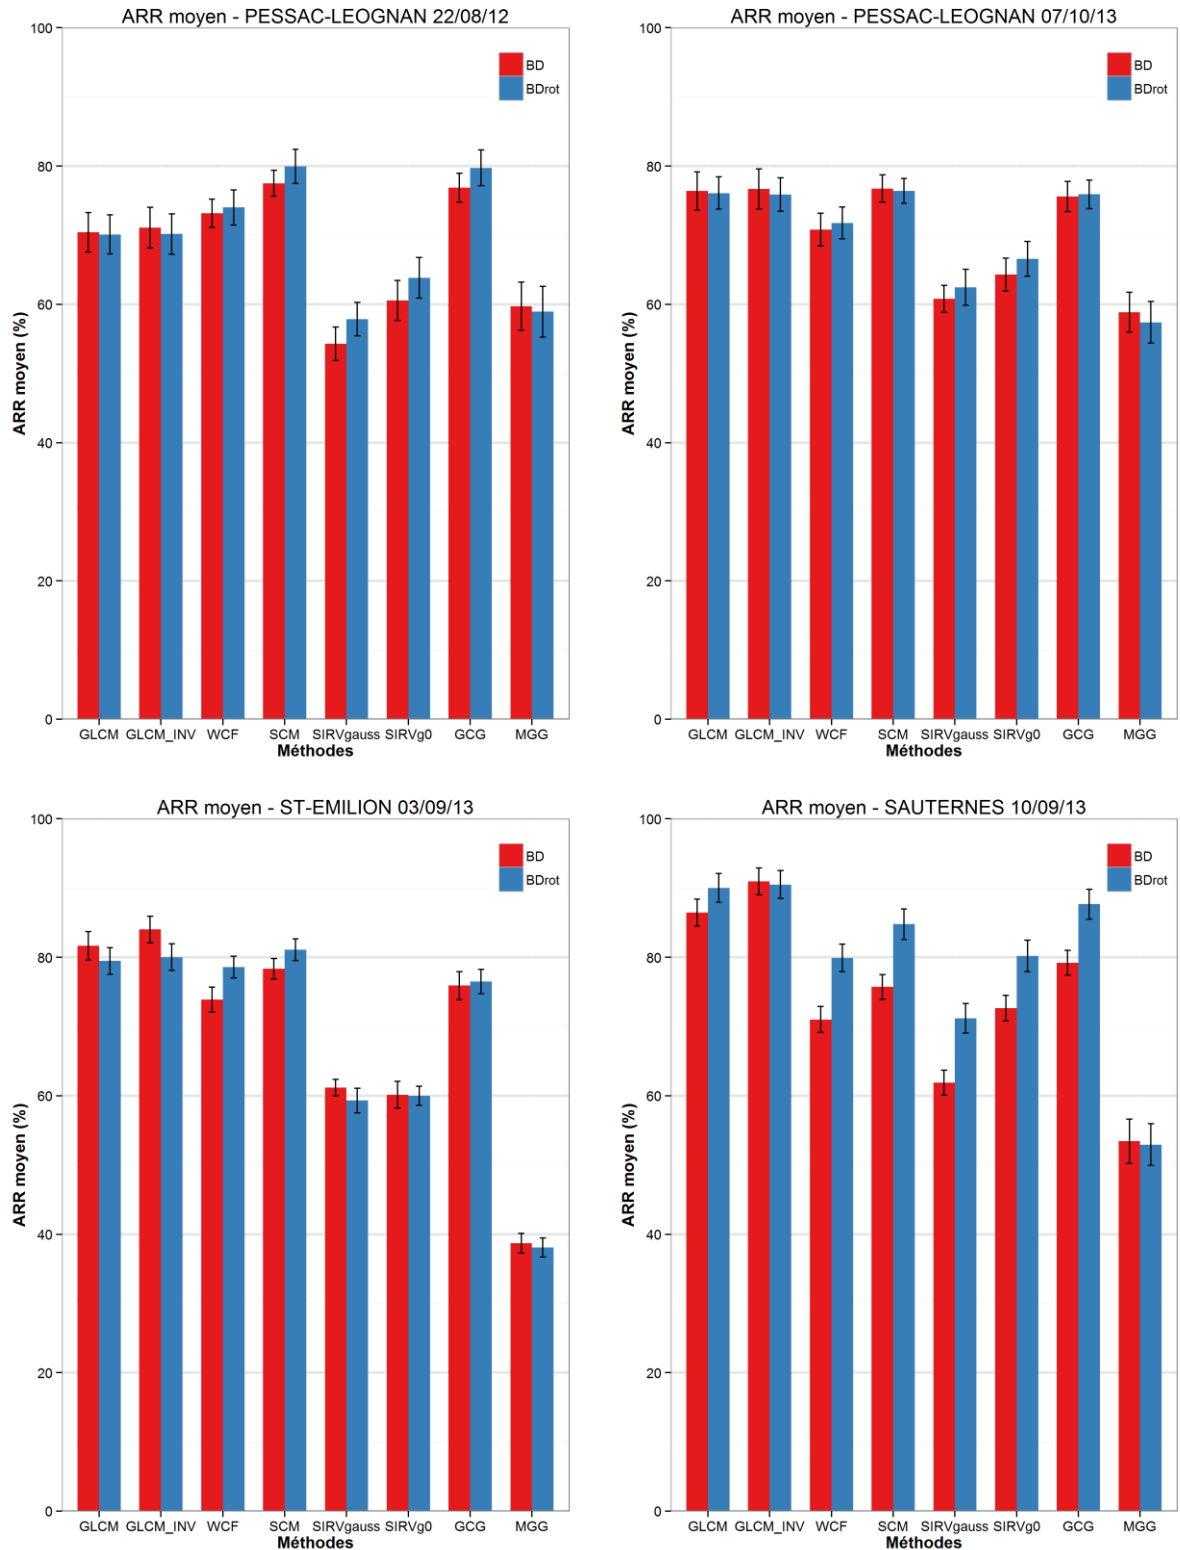 ARR moyen - PESSAC-LEOGNAN 22/08/12
100
80
60
40
20
0
ARR moyen (%)
BD
BDrot
GLCM GLCM_INV WCF SCM SIRVgauss SIRVg0 GCG MGG
Méthodes
ARR moyen - PESSAC-LEOGNAN 07/10/13
100
80
60
40
20
0
ARR moyen (%)
BD
BDrot
GLCM GLCM_INV WCF SCM SIRVgauss SIRVg0 GCG MGG
Méthodes
ARR moyen - ST-EMILION 03/09/13
100
80
60
40
20
0
ARR moyen (%)
BD
BDrot
GLCM GLCM_INV WCF SCM SIRVgauss SIRVg0 GCG MGG
Méthodes
ARR moyen - SAUTERNES 10/09/13
100
80
60
40
20
0
ARR moyen (%)
BD
BDrot
GLCM GLCM_INV WCF SCM SIRVgauss SIRVg0 GCG MGG
Méthodes